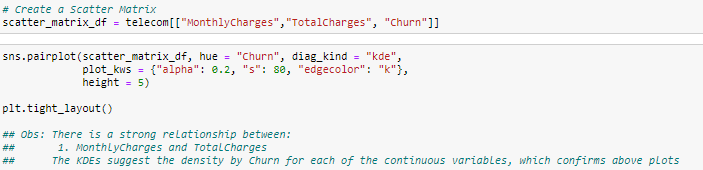 # Create a Scatter Matrix
scatter_matrix_df = telecom[["MonthlyCharges","TotalCharges", "Churn"]]
sns.pairplot(scatter_matrix_df, hue = "Churn", diag_kind = "kde",
plot_kws = {"alpha": 0.2, "s": 80, "edgecolor": "k"},
height = 5)
plt.tight_layout()
## Obs: There is a strong relationship between:
## 1. MonthlyCharges and TotalCharges
## The KDEs suggest the density by Churn for each of the continuous variables, which confirms above plots